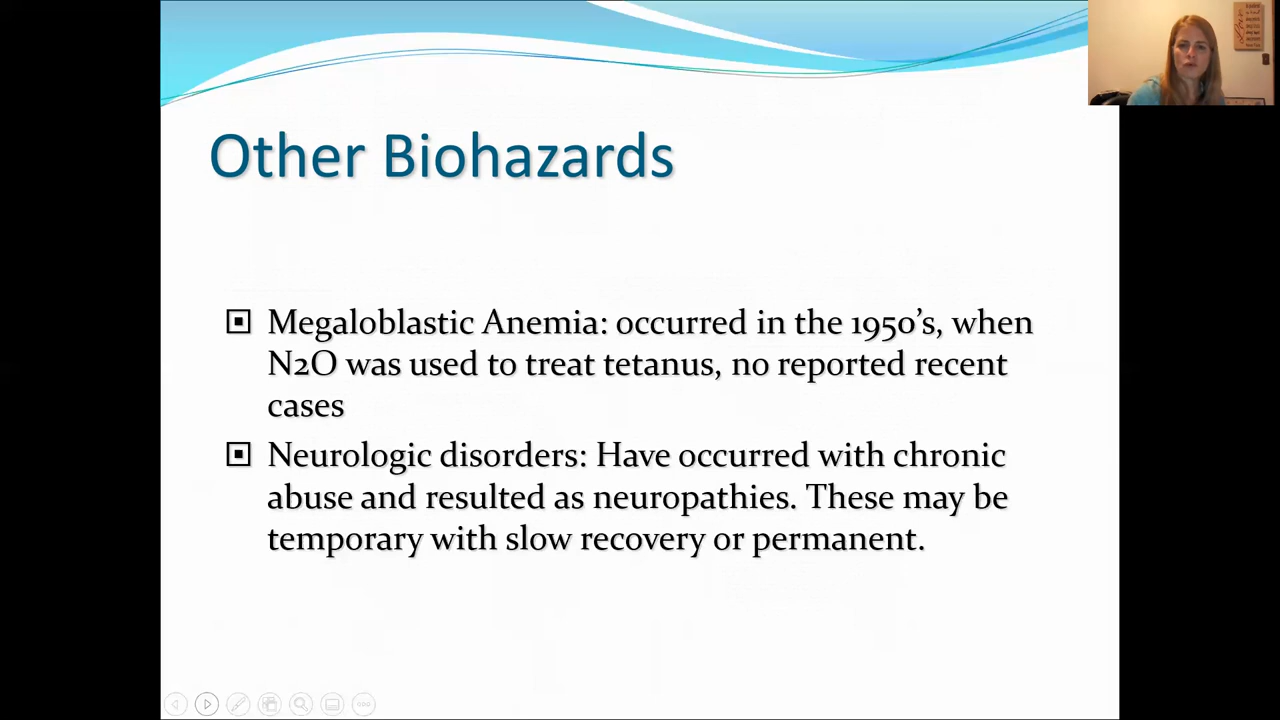 Other Biohazards
Megaloblastic Anemia: occurred in the 1950’s, when
N2O was used to treat tetanus, no reported recent
cases
Neurologic disorders: Have occurred with chronic
abuse and resulted as neuropathies. These may be
temporary with slow recovery or permanent.